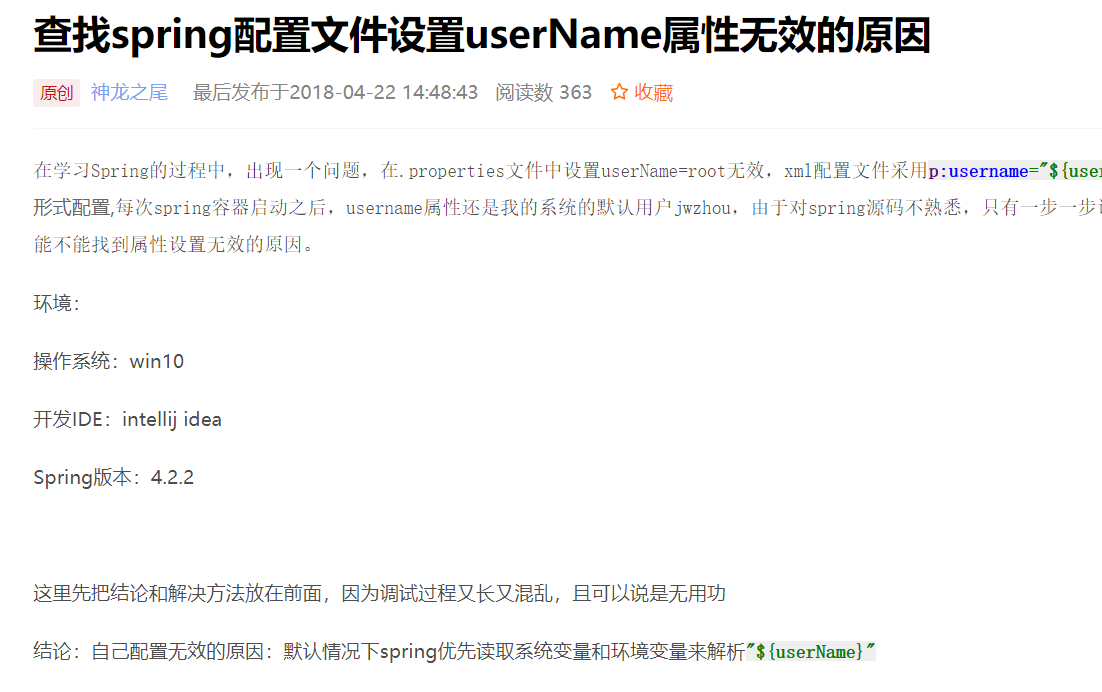 查找spring配置文件设置userName属性无效的原因
原创 神龙之尾 最后发布于2018-04-22 14:48:43 阅读数 363 ☆ 收藏
在学习Spring的过程中，出现一个问题，在.properties文件中设置userName=root无效，xml配置文件采用p:username="${user
形式配置,每次spring容器启动之后，username属性还是我的系统的默认用户jwzhou，由于对spring源码不熟悉，只有一步一步
能不能找到属性设置无效的原因。
环境：
操作系统：win10
开发IDE：intellij idea
Spring版本：4.2.2
这里先把结论和解决方法放在前面，因为调试过程又长又混乱，且可以说是无用功
结论：自己配置无效的原因：默认情况下spring优先读取系统变量和环境变量来解析"${userName}"